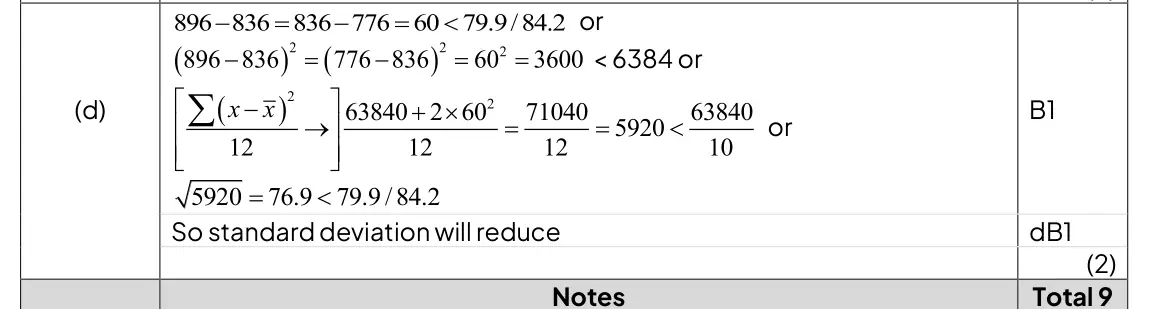 896 − 836 = 836 − 776 = 60 < 79.9 / 84.2 or
(896 − 836)² = (776 − 836)² = 60² = 3600 < 6384 or
(d) [∑(x − x̄)²/12 →] (63840 + 2 × 60²)/12 = 71040/12 = 5920 < 63840/10 or B1
√5920 = 76.9 < 79.9 / 84.2
So standard deviation will reduce dB1
(2)
Notes Total 9